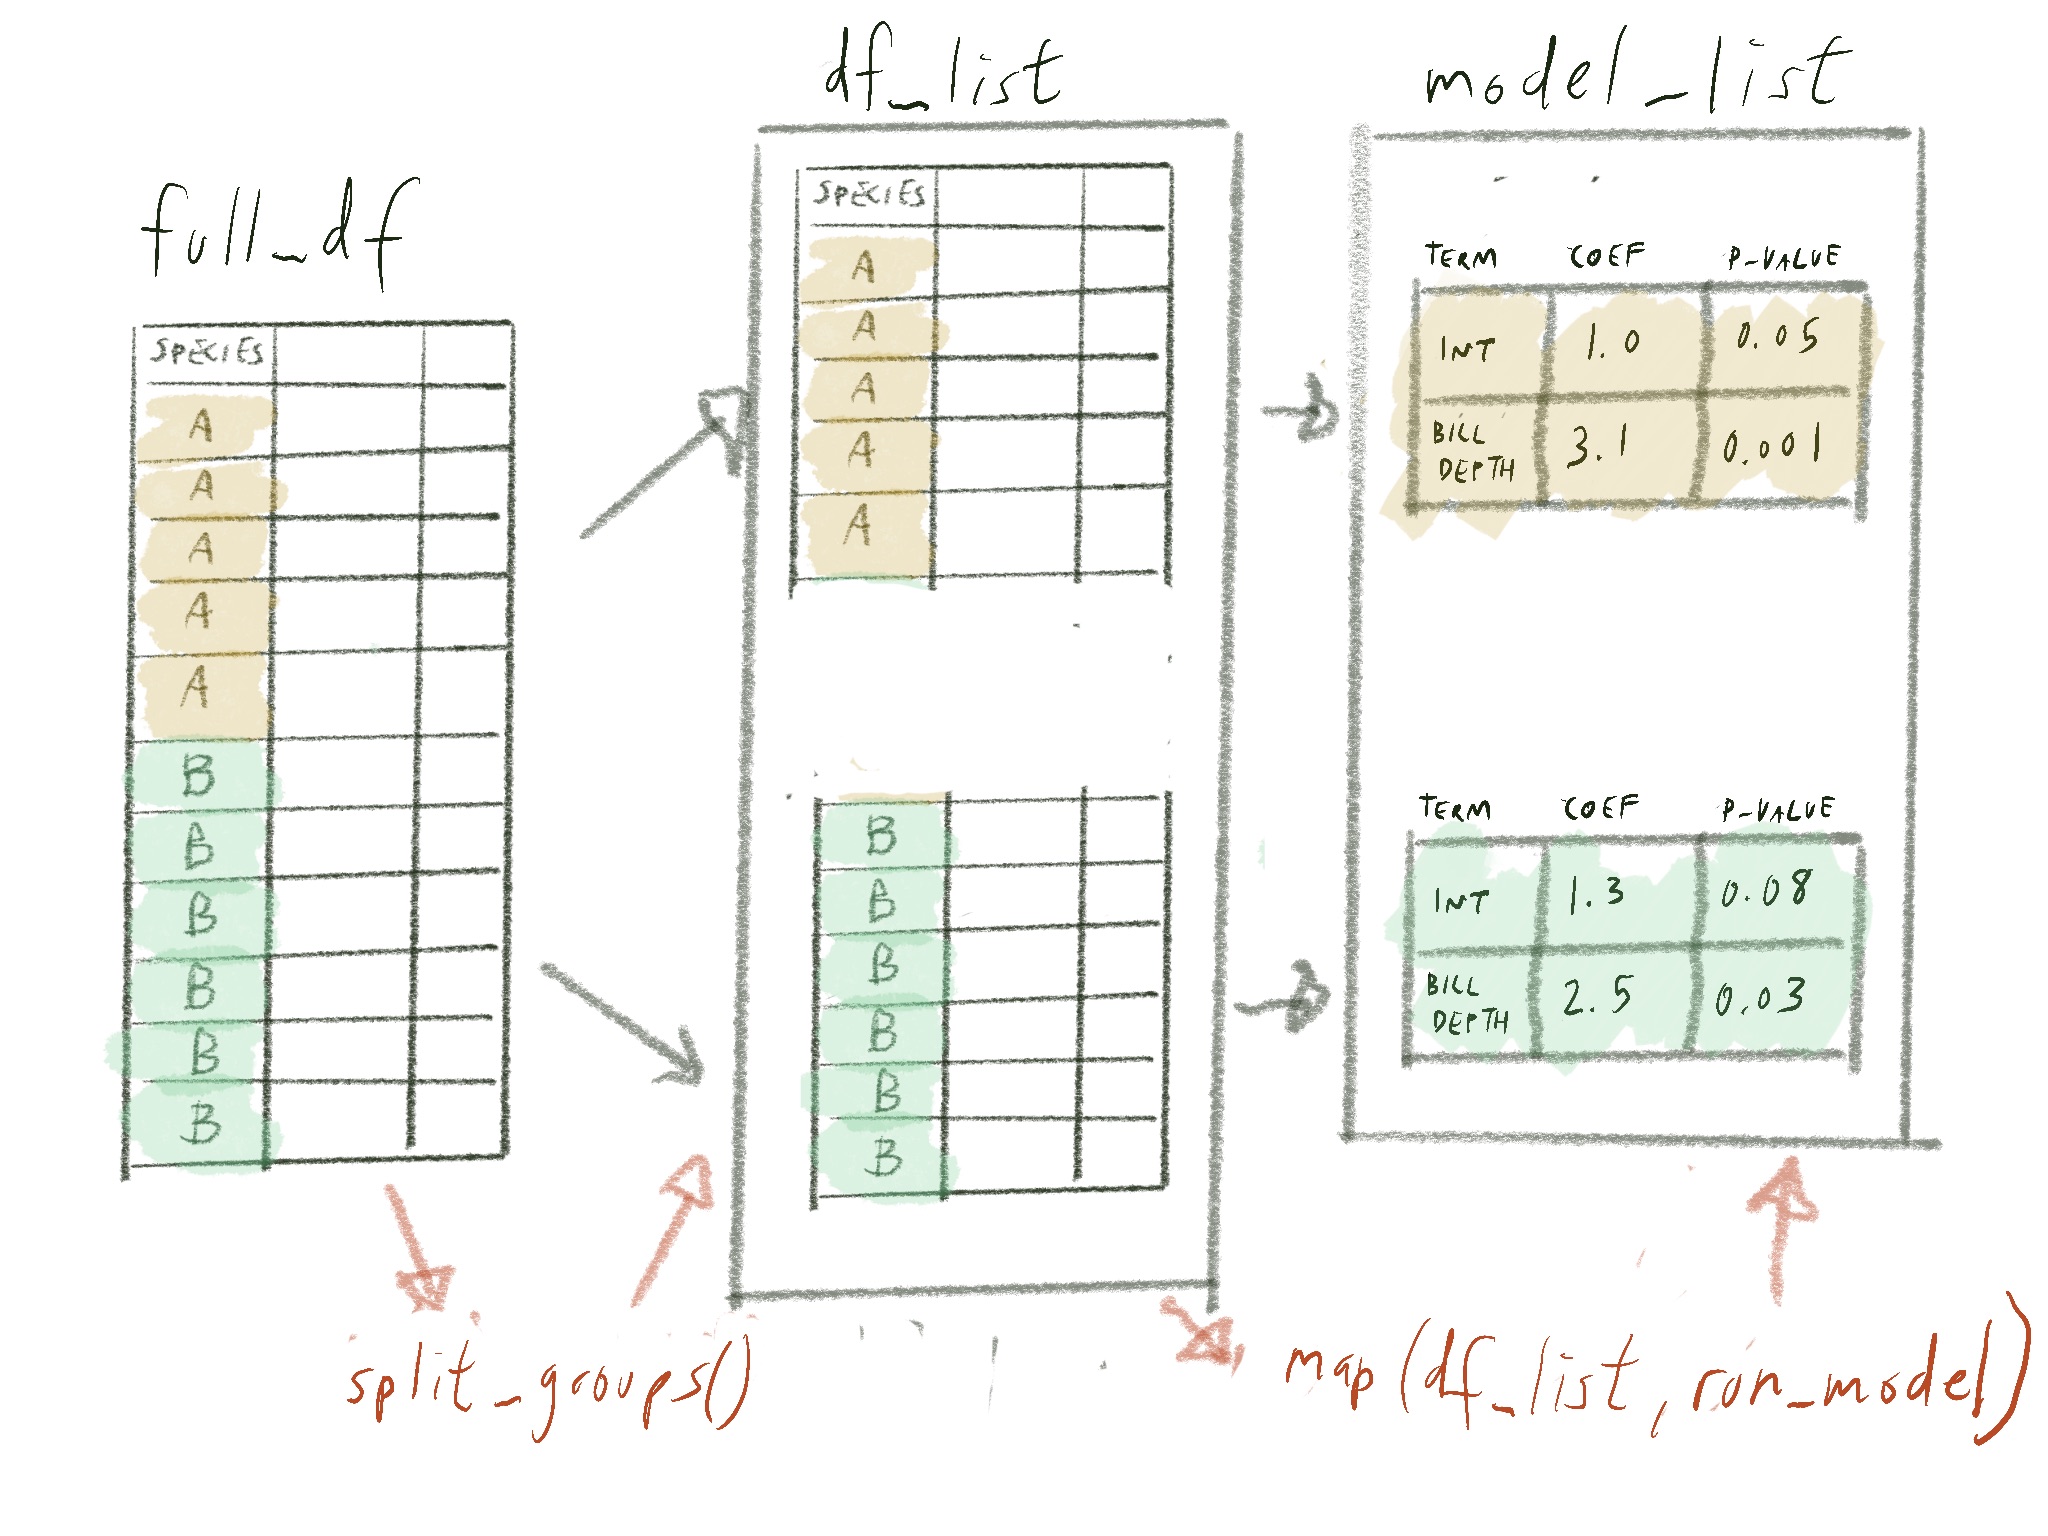 full_df
SPECIES
A
A
A
A
A
B
B
B
B
B
B
df_list
SPECIES
A
A
A
A
A
B
B
B
B
B
B
model_list
TERM COEF P-VALUE
INT 1.0 0.05
BILL DEPTH 3.1 0.001
TERM COEF P-VALUE
INT 1.3 0.08
BILL DEPTH 2.5 0.03
split_groups()
map(df_list, run_model)